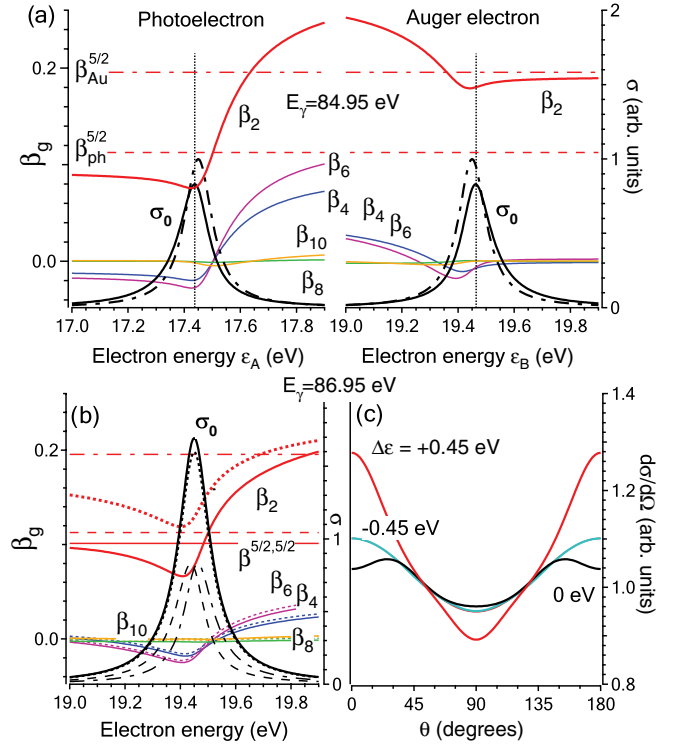 (a) Photoelectron Auger electron
2
β_Au^5/2
0.2
E_γ=84.95 eV
β_2
β_2
β_g
σ (arb. units)
β_ph^5/2
β_6
1
σ_0
β_4
β_4 β_6
σ_0
β_10
0.0
β_8
0
17.0 17.2 17.4 17.6 17.8 19.0 19.2 19.4 19.6 19.8
Electron energy ε_A (eV) Electron energy ε_B (eV)
E_γ=86.95 eV
(b) σ_0 (c)
1.4
Δε = +0.45 eV
0.2
β_2
1.2
β_g
σ
dσ/dΩ (arb. units)
-0.45 eV
β^5/2,5/2
β_6 β_4
1.0
0 eV
β_10
0.0
β_8
0 0.8
19.0 19.2 19.4 19.6 19.8 0 45 90 135 180
Electron energy (eV) θ (degrees)